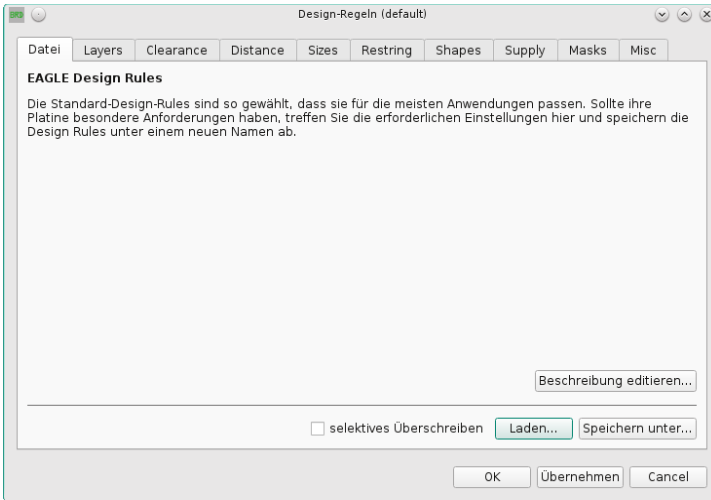 Design-Regeln (default)
Datei Layers Clearance Distance Sizes Restring Shapes Supply Masks Misc
EAGLE Design Rules
Die Standard-Design-Rules sind so gewählt, dass sie für die meisten Anwendungen passen. Sollte ihre
Platine besondere Anforderungen haben, treffen Sie die erforderlichen Einstellungen hier und speichern die
Design Rules unter einem neuen Namen ab.
Beschreibung editieren...
selektives Überschreiben Laden... Speichern unter...
OK Übernehmen Cancel